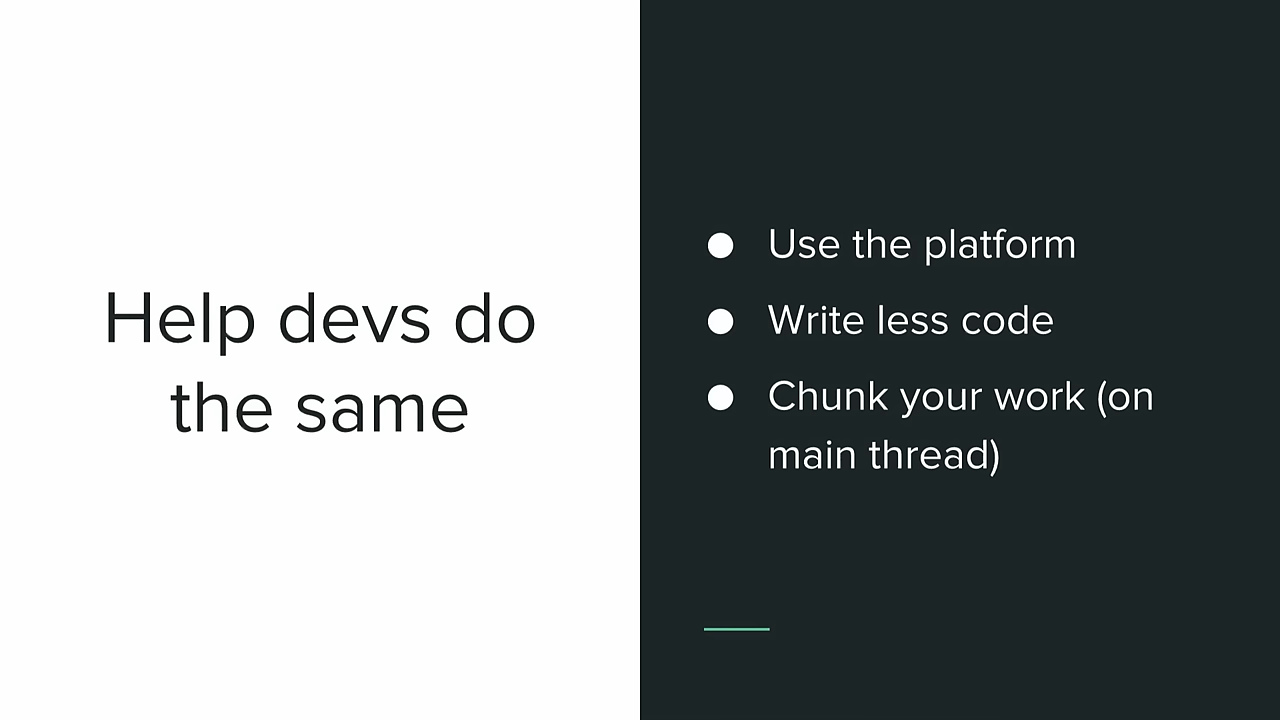 Help devs do
the same
● Use the platform
● Write less code
● Chunk your work (on
main thread)